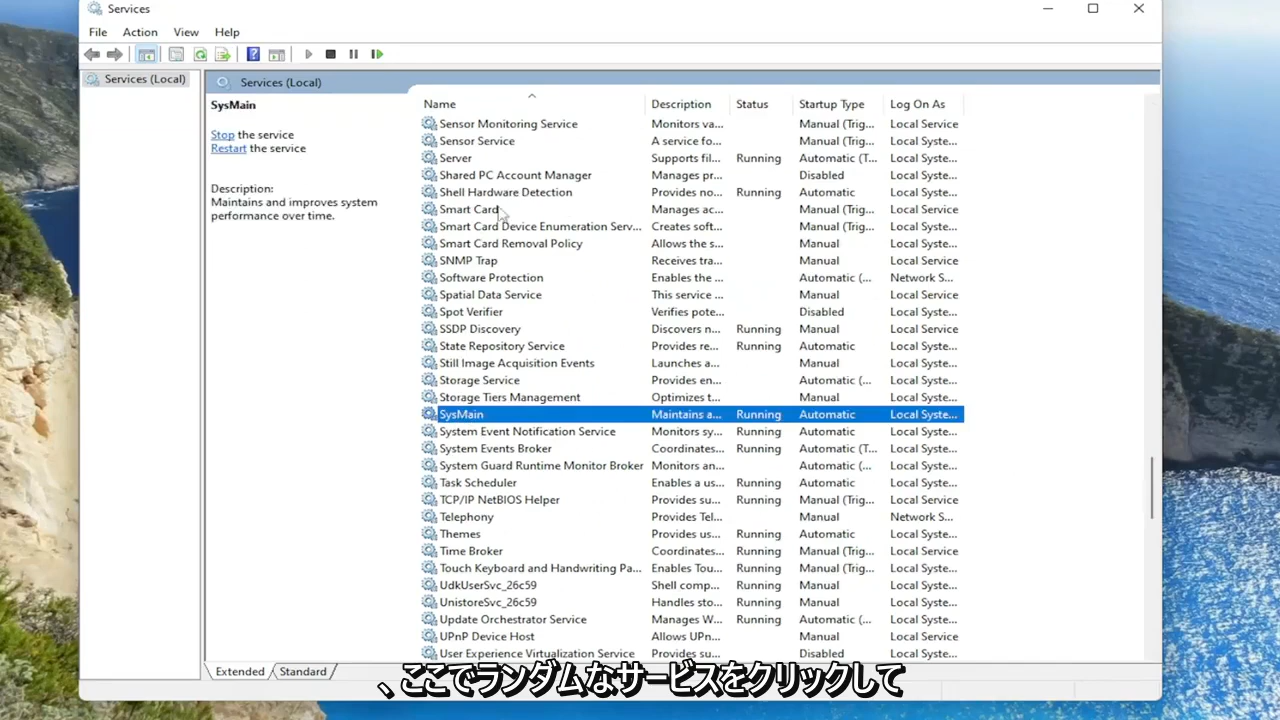 Services
File Action View Help
Services (Local)
Services (Local)
SysMain
Stop the service
Restart the service
Description:
Maintains and improves system
performance over time.
Name Description Status Startup Type Log On As
Sensor Monitoring Service Monitors va... Manual (Trig... Local Service
Sensor Service A service fo... Manual (Trig... Local Syste...
Server Supports fil... Running Automatic (T... Local Syste...
Shared PC Account Manager Manages pr... Disabled Local Syste...
Shell Hardware Detection Provides no... Running Automatic Local Syste...
Smart Card Manages ac... Manual (Trig... Local Syste...
Smart Card Device Enumeration Serv... Creates soft... Manual (Trig... Local Syste...
Smart Card Removal Policy Allows the s... Manual Local Syste...
SNMP Trap Receives tra... Manual Local Service
Software Protection Enables the ... Automatic (... Network S...
Spatial Data Service This service ... Manual Local Service
Spot Verifier Verifies pote... Disabled Local Syste...
SSDP Discovery Discovers n... Running Manual Local Service
State Repository Service Provides re... Running Automatic Local Syste...
Still Image Acquisition Events Launches a... Manual Local Syste...
Storage Service Provides en... Automatic (... Local Syste...
Storage Tiers Management Optimizes t... Manual Local Syste...
SysMain Maintains a... Running Automatic Local Syste...
System Event Notification Service Monitors sy... Running Automatic Local Syste...
System Events Broker Coordinates... Running Automatic (T... Local Syste...
System Guard Runtime Monitor Broker Monitors an... Automatic (... Local Syste...
Task Scheduler Enables a us... Running Automatic Local Syste...
TCP/IP NetBIOS Helper Provides su... Running Manual (Trig... Local Service
Telephony Provides Tel... Manual Network S...
Themes Provides us... Running Automatic Local Syste...
Time Broker Coordinates... Running Manual (Trig... Local Service
Touch Keyboard and Handwriting Pa... Enables Tou... Running Manual (Trig... Local Syste...
UdkUserSvc_26c59 Shell comp... Running Manual Local Syste...
UnistoreSvc_26c59 Handles sto... Running Manual Local Syste...
Update Orchestrator Service Manages W... Running Automatic (... Local Syste...
UPnP Device Host Allows UPn... Manual Local Service
User Experience Virtualization Service Provides su... Disabled Local Syste...
Extended Standard
、ここでランダムなサービスをクリックして